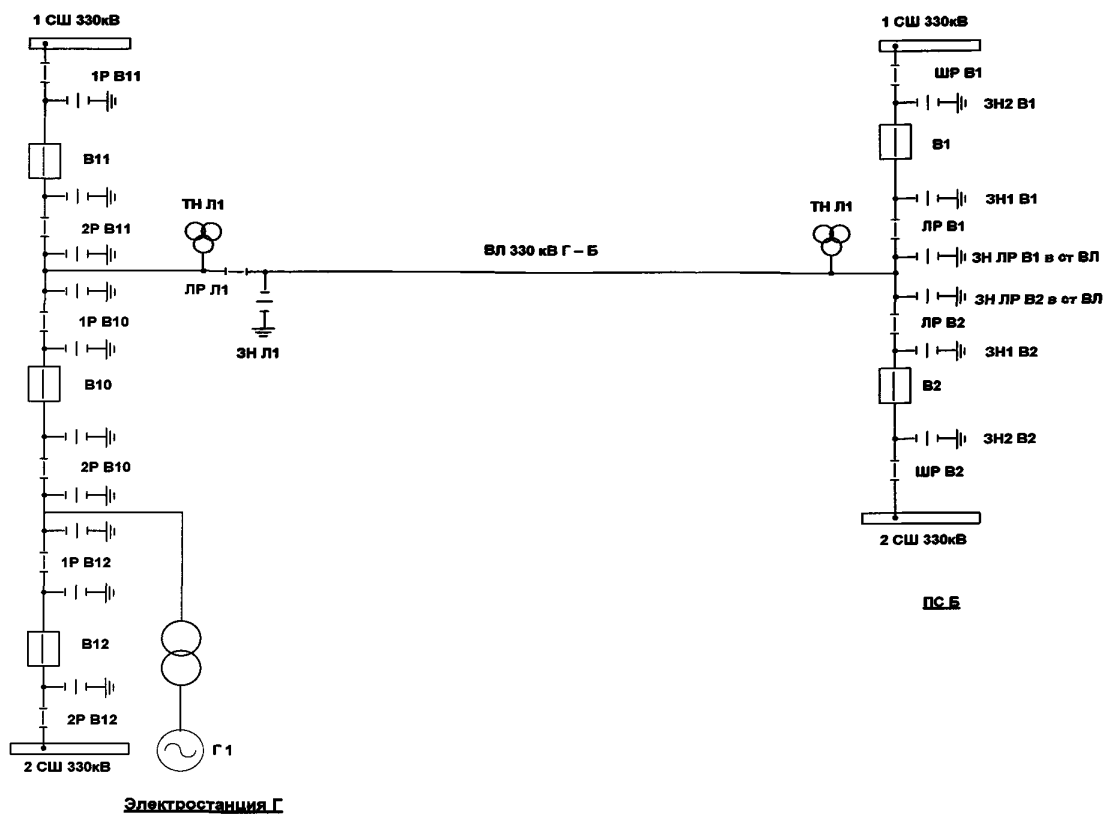 1 СШ 330кВ
1Р В11
В11
2Р В11
ТН Л1
ЛР Л1
ЗН Л1
1Р В10
В10
2Р В10
1Р В12
В12
2Р В12
Г 1
2 СШ 330кВ
Электростанция Г
ВЛ 330 кВ Г – Б
ТН Л1
1 СШ 330кВ
ШР В1
ЗН2 В1
В1
ЗН1 В1
ЛР В1
ЗН ЛР В1 в ст ВЛ
ЗН ЛР В2 в ст ВЛ
ЛР В2
ЗН1 В2
В2
ЗН2 В2
ШР В2
2 СШ 330кВ
ПС Б